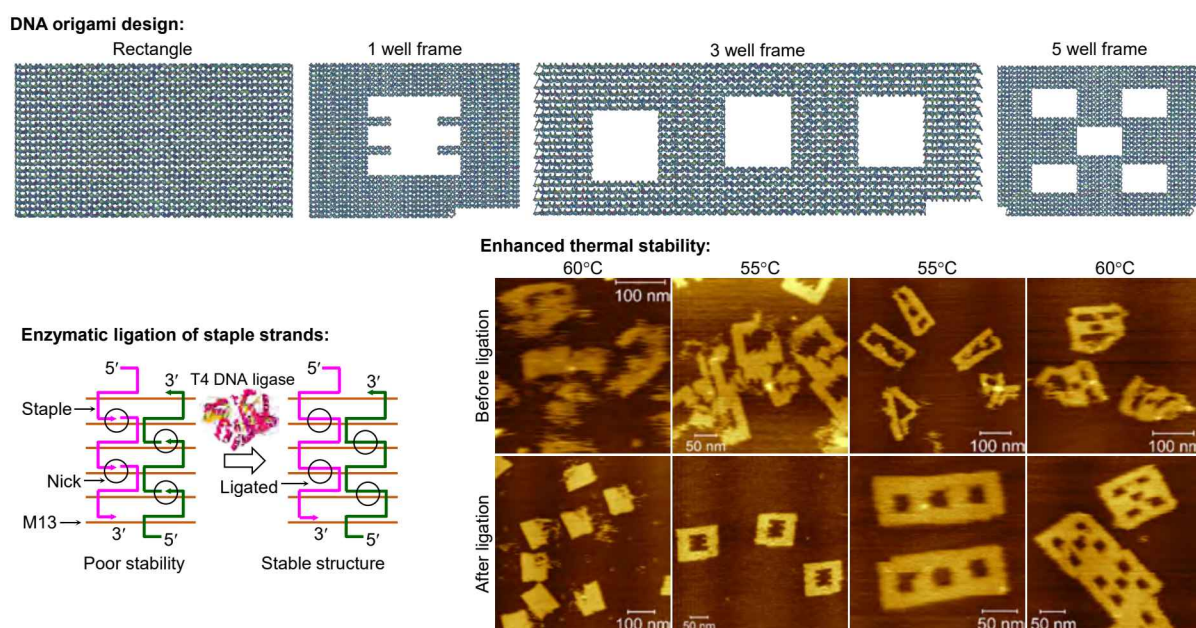 DNA origami design:
Rectangle
1 well frame
3 well frame
5 well frame
Enzymatic ligation of staple strands:
5′
3′
T4 DNA ligase
5′
3′
Staple
Nick
Ligated
M13
3′
5′
3′
5′
Poor stability
Stable structure
Enhanced thermal stability:
60°C
55°C
55°C
60°C
Before ligation
100 nm
50 nm
100 nm
100 nm
After ligation
100 nm
50 nm
50 nm
50 nm